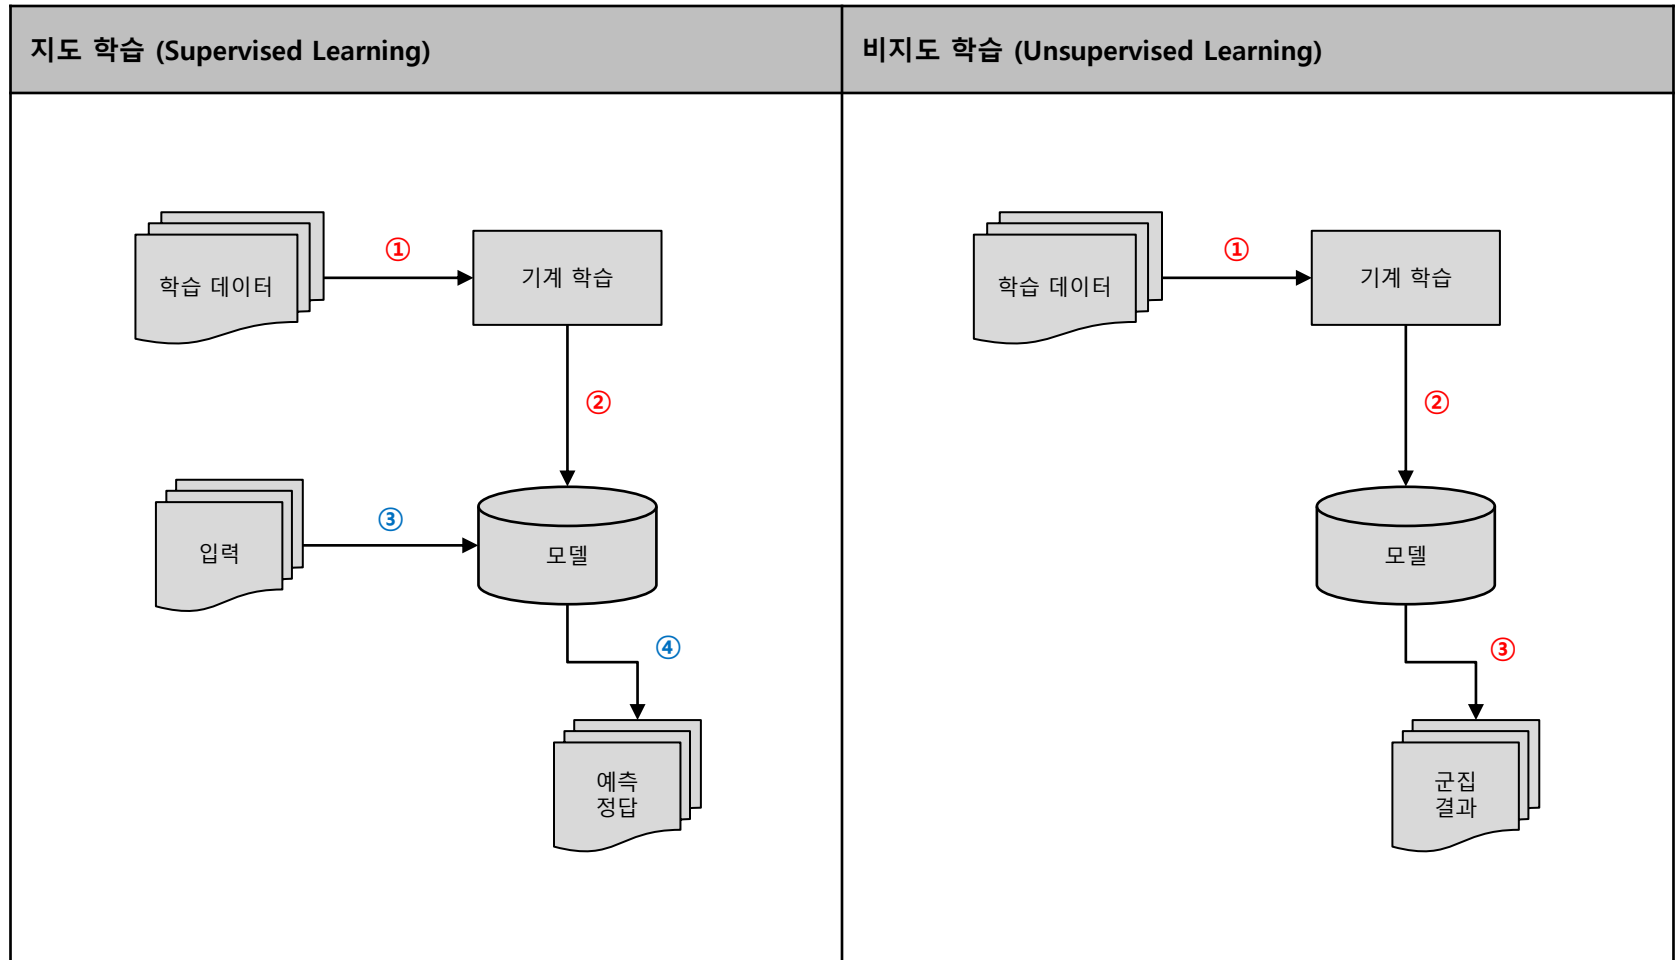 지도 학습 (Supervised Learning)
비지도 학습 (Unsupervised Learning)
①
학습 데이터
기계 학습
②
③
입력
모델
④
예측
정답
①
학습 데이터
기계 학습
②
모델
③
군집
결과